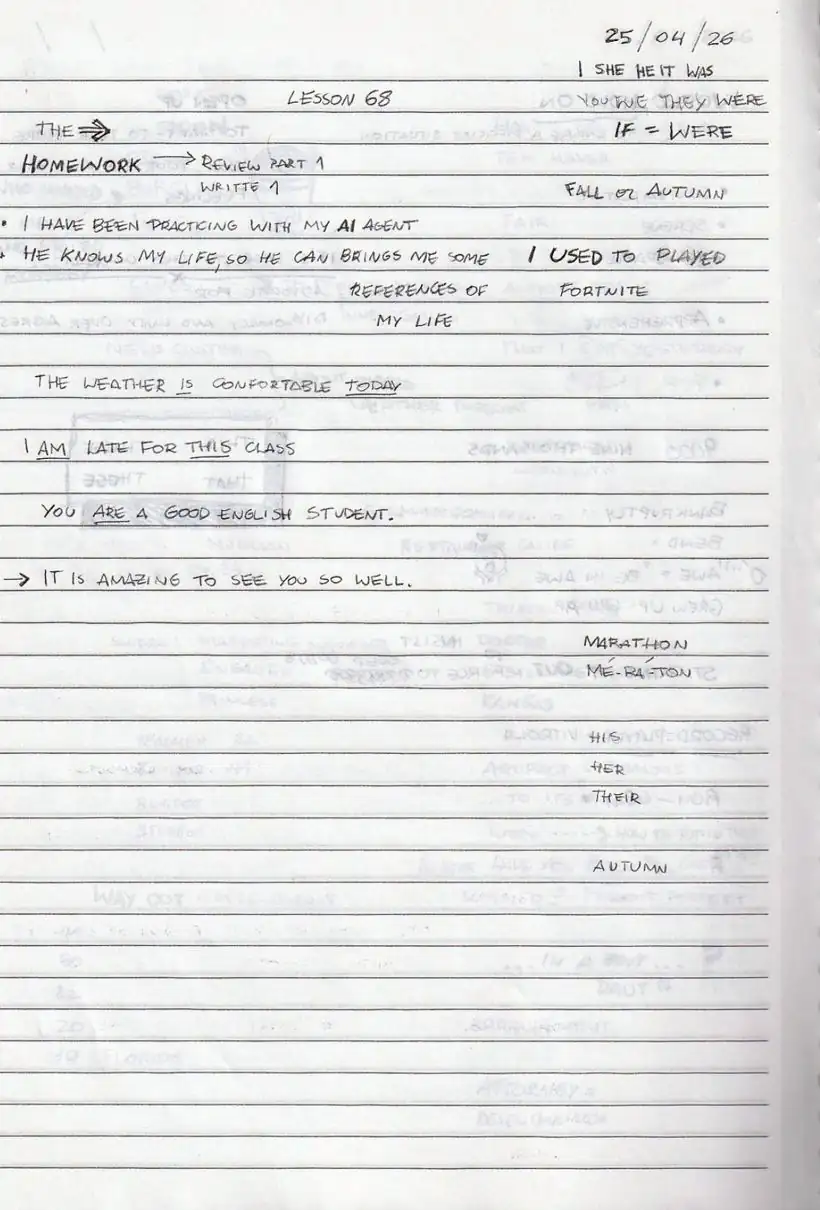 25/04/26
I SHE HE IT WAS
LESSON 68
YOU WE THEY WERE
THE ⇒
IF = WERE
HOMEWORK → REVIEW PART 1
WRITTE 1
FALL OR AUTUMN
• I HAVE BEEN PRACTICING WITH MY AI AGENT
HE KNOWS MY LIFE, SO HE CAN BRINGS ME SOME
REFERENCES OF
MY LIFE
I USED TO PLAYED
FORTNITE
THE WEATHER IS CONFORTABLE TODAY
I AM LATE FOR THIS CLASS
YOU ARE A GOOD ENGLISH STUDENT.
→ IT IS AMAZING TO SEE YOU SO WELL.
MARATHON
MÉ-RA-TON
HIS
HER
THEIR
AUTUMN